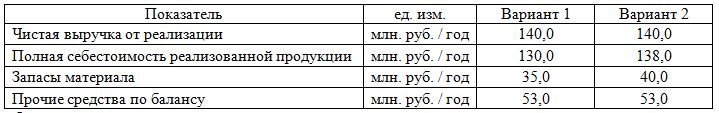 Показатель ед. изм. Вариант 1 Вариант 2
Чистая выручка от реализации млн. руб. / год 140,0 140,0
Полная себестоимость реализованной продукции млн. руб. / год 130,0 138,0
Запасы материала млн. руб. / год 35,0 40,0
Прочие средства по балансу млн. руб. / год 53,0 53,0